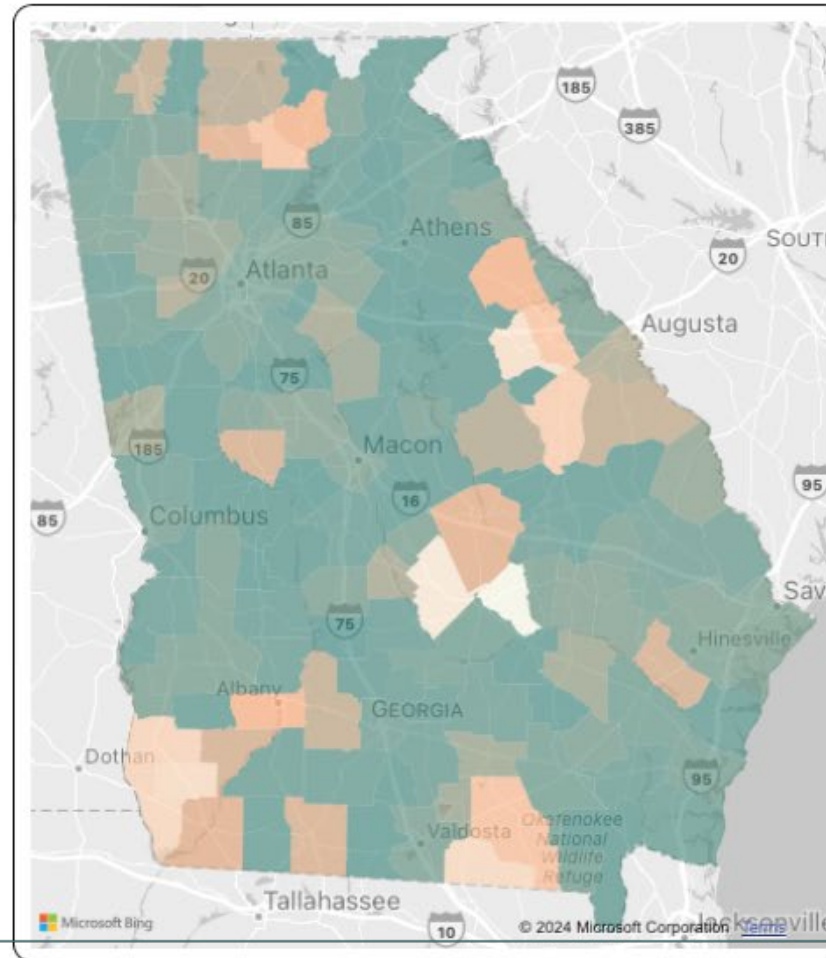 185
385
Athens
85
SOUT
20
20
Atlanta
Augusta
75
185
Macon
95
16
85
Columbus
Sav
75
Hinesville
Albany
GEORGIA
Dothan
95
Valdosta
Okefenokee
National
Wildlife
Refuge
Tallahassee
Microsoft Bing
10
© 2024 Microsoft Corporation Terms
Jacksonville